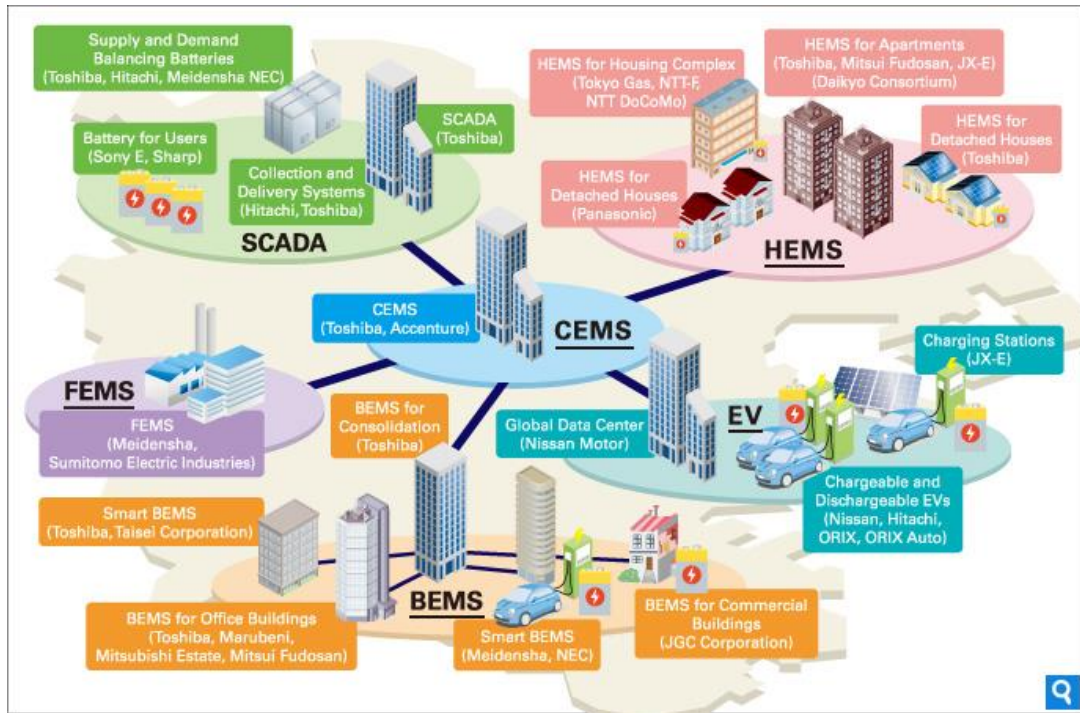 Supply and Demand
Balancing Batteries
(Toshiba, Hitachi, Meidensha NEC)
Battery for Users
(Sony E, Sharp)
Collection and
Delivery Systems
(Hitachi, Toshiba)
SCADA
(Toshiba)
SCADA
HEMS for Housing Complex
(Tokyo Gas, NTT-F,
NTT DoCoMo)
HEMS for Apartments
(Toshiba, Mitsui Fudosan, JX-E)
(Daikyo Consortium)
HEMS for
Detached Houses
(Toshiba)
HEMS for
Detached Houses
(Panasonic)
HEMS
CEMS
(Toshiba, Accenture)
CEMS
FEMS
FEMS
(Meidensha,
Sumitomo Electric Industries)
BEMS for
Consolidation
(Toshiba)
Global Data Center
(Nissan Motor)
EV
Charging Stations
(JX-E)
Chargeable and
Dischargeable EVs
(Nissan, Hitachi,
ORIX, ORIX Auto)
Smart BEMS
(Toshiba, Taisei Corporation)
BEMS for Office Buildings
(Toshiba, Marubeni,
Mitsubishi Estate, Mitsui Fudosan)
BEMS
Smart BEMS
(Meidensha, NEC)
BEMS for Commercial
Buildings
(JGC Corporation)